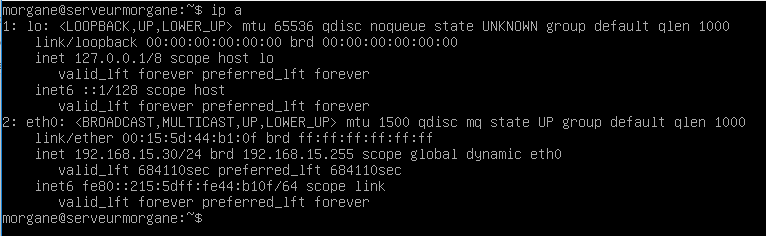 morgane@serveurmorgane:~$ ip a
1: lo: <LOOPBACK,UP,LOWER_UP> mtu 65536 qdisc noqueue state UNKNOWN group default qlen 1000
    link/loopback 00:00:00:00:00:00 brd 00:00:00:00:00:00
    inet 127.0.0.1/8 scope host lo
       valid_lft forever preferred_lft forever
    inet6 ::1/128 scope host
       valid_lft forever preferred_lft forever
2: eth0: <BROADCAST,MULTICAST,UP,LOWER_UP> mtu 1500 qdisc mq state UP group default qlen 1000
    link/ether 00:15:5d:44:b1:0f brd ff:ff:ff:ff:ff:ff
    inet 192.168.15.30/24 brd 192.168.15.255 scope global dynamic eth0
       valid_lft 684110sec preferred_lft 684110sec
    inet6 fe80::215:5dff:fe44:b10f/64 scope link
       valid_lft forever preferred_lft forever
morgane@serveurmorgane:~$